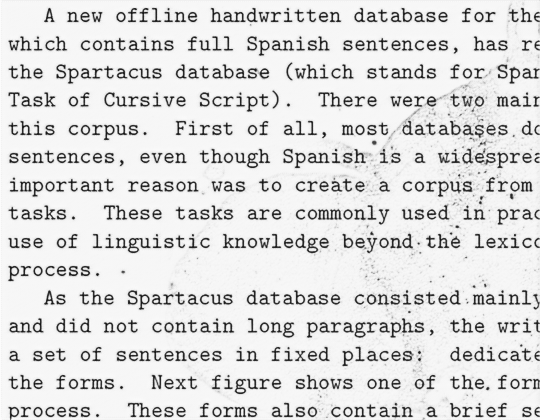 A new offline handwritten database for the
which contains full Spanish sentences, has re
the Spartacus database (which stands for Span
Task of Cursive Script). There were two main
this corpus. First of all, most databases do
sentences, even though Spanish is a widesprea
important reason was to create a corpus from
tasks. These tasks are commonly used in prac
use of linguistic knowledge beyond the lexico
process.
As the Spartacus database consisted mainly
and did not contain long paragraphs, the writ
a set of sentences in fixed places: dedicate
the forms. Next figure shows one of the form
process. These forms also contain a brief se